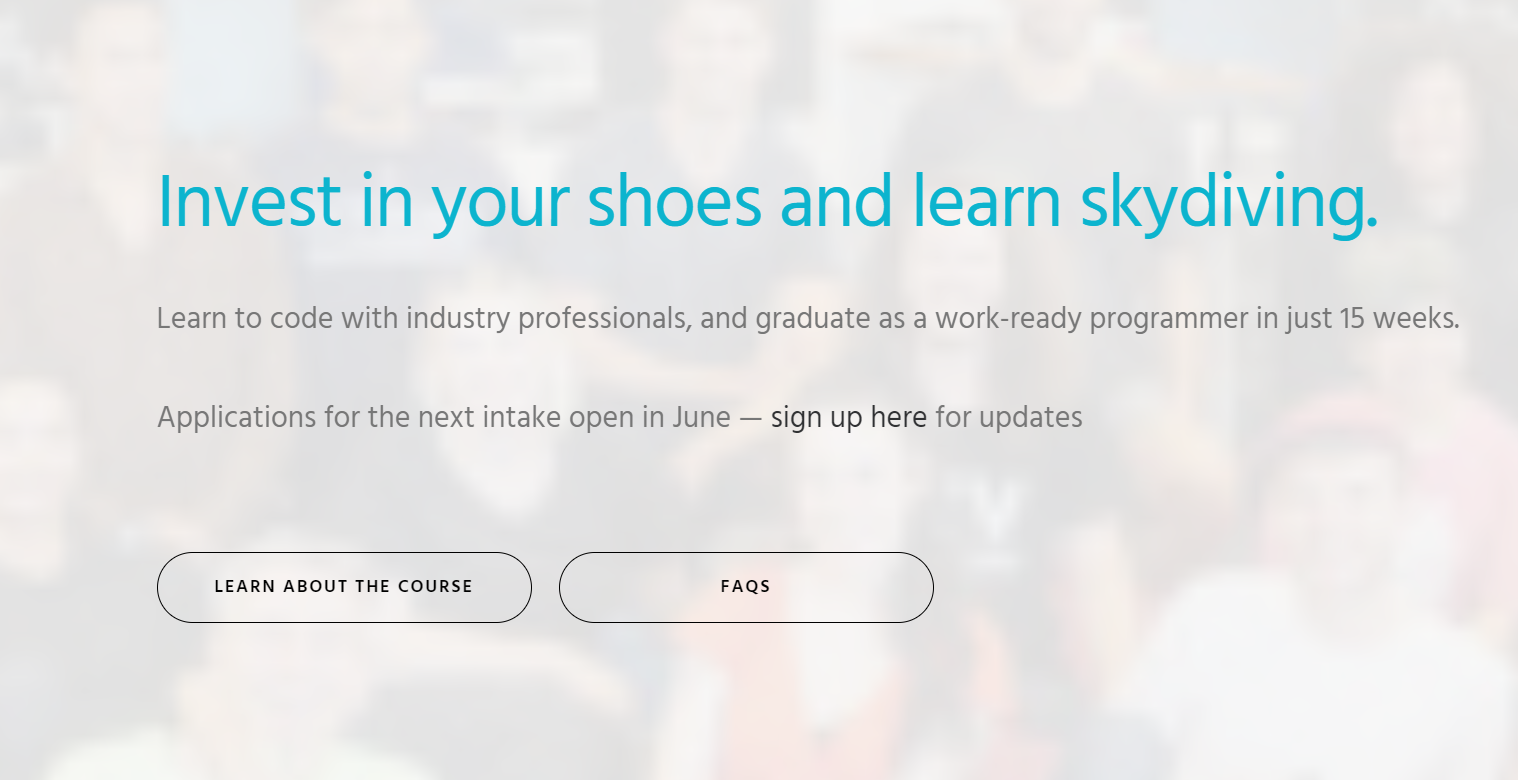 Invest in your shoes and learn skydiving.
Learn to code with industry professionals, and graduate as a work-ready programmer in just 15 weeks.
Applications for the next intake open in June — sign up here for updates
LEARN ABOUT THE COURSE
FAQS